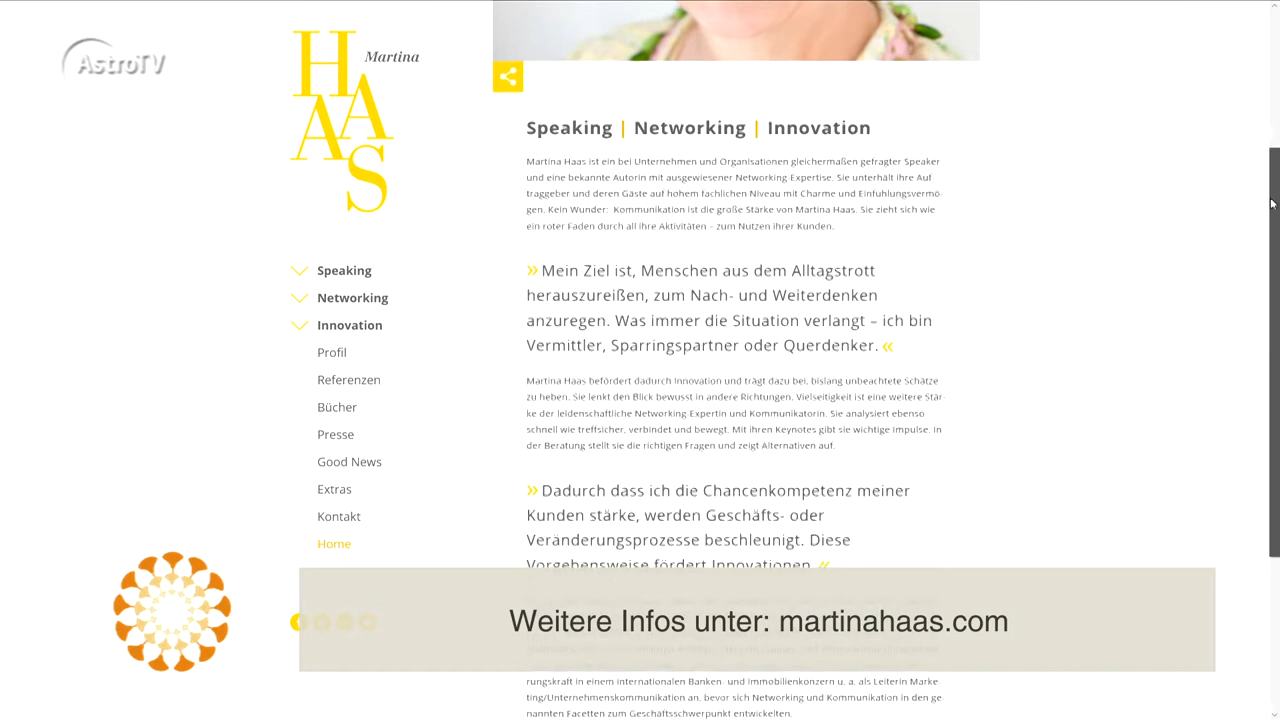 AstroTV
HAAS
Martina
Speaking
Networking
Innovation
Profil
Referenzen
Bücher
Presse
Good News
Extras
Kontakt
Home
Speaking | Networking | Innovation
Martina Haas ist ein bei Unternehmen und Organisationen gleichermaßen gefragter Speaker
und eine bekannte Autorin mit ausgewiesener Networking-Expertise. Sie unterhält ihre Auf
traggeber und deren Gäste auf hohem fachlichen Niveau mit Charme und Einfühlungsvermö-
gen. Kein Wunder: Kommunikation ist die große Stärke von Martina Haas. Sie zieht sich wie
ein roter Faden durch all ihre Aktivitäten – zum Nutzen ihrer Kunden.
» Mein Ziel ist, Menschen aus dem Alltagstrott
herauszureißen, zum Nach- und Weiterdenken
anzuregen. Was immer die Situation verlangt – ich bin
Vermittler, Sparringspartner oder Querdenker. «
Martina Haas befördert dadurch Innovation und trägt dazu bei, bislang unbeachtete Schätze
zu heben. Sie lenkt den Blick bewusst in andere Richtungen. Vielseitigkeit ist eine weitere Stär-
ke der leidenschaftliche Networking-Expertin und Kommunikatorin. Sie analysiert ebenso
schnell wie treffsicher, verbindet und bewegt. Mit ihren Keynotes gibt sie wichtige Impulse. In
der Beratung stellt sie die richtigen Fragen und zeigt Alternativen auf.
» Dadurch dass ich die Chancenkompetenz meiner
Kunden stärke, werden Geschäfts- oder
Veränderungsprozesse beschleunigt. Diese
Vorgehensweise fördert Innovationen. «
Weitere Infos unter: martinahaas.com
rungskraft in einem internationalen Banken- und Immobilienkonzern u. a. als Leiterin Marke-
ting/Unternehmenskommunikation an, bevor sich Networking und Kommunikation in den ge
nannten Facetten zum Geschäftsschwerpunkt entwickelten.